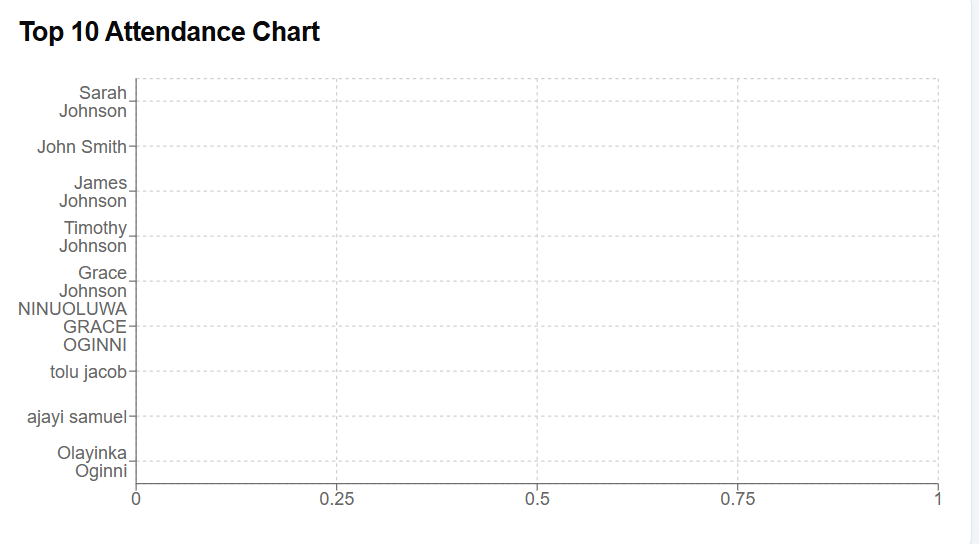 Top 10 Attendance Chart
Sarah
Johnson
John Smith
James
Johnson
Timothy
Johnson
Grace
Johnson
NINUOLUWA
GRACE
OGINNI
tolu jacob
ajayi samuel
Olayinka
Oginni
0 0.25 0.5 0.75 1